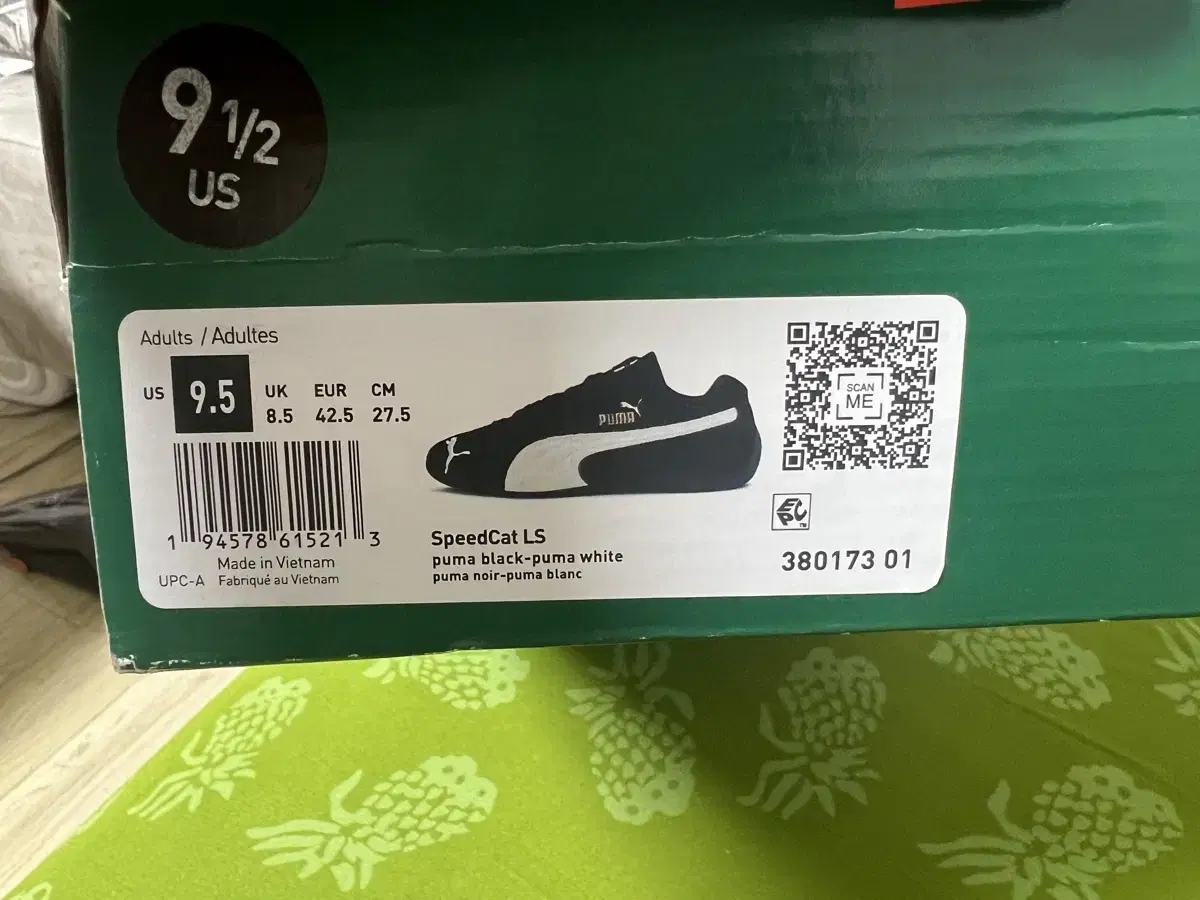 9 1/2
US
Adults / Adultes
US 9.5
UK EUR CM
8.5 42.5 27.5
PUMA
SCAN
ME
1 94578 61521 3
Made in Vietnam
UPC-A Fabriqué au Vietnam
SpeedCat LS
puma black-puma white
puma noir-puma blanc
EPC™
380173 01